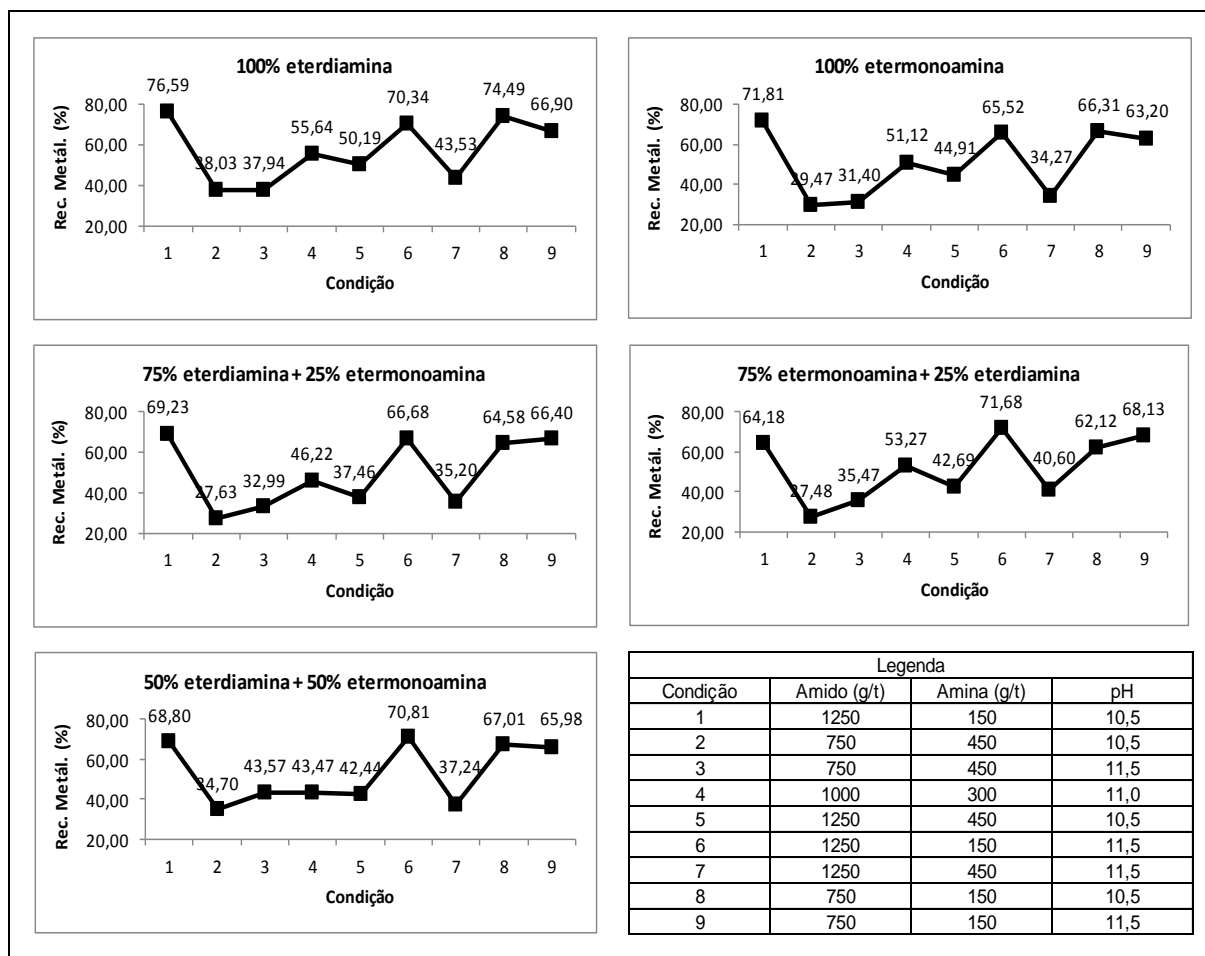 100% eterdiamina
Rec. Metál. (%)
80,00
60,00
40,00
20,00
76,59
38,03
37,94
55,64
50,19
70,34
43,53
74,49
66,90
1 2 3 4 5 6 7 8 9
Condição
100% etermonoamina
Rec. Metál. (%)
80,00
60,00
40,00
20,00
71,81
29,47
31,40
51,12
44,91
65,52
34,27
66,31
63,20
1 2 3 4 5 6 7 8 9
Condição
75% eterdiamina + 25% etermonoamina
Rec. Metál. (%)
80,00
60,00
40,00
20,00
69,23
27,63
32,99
46,22
37,46
66,68
35,20
64,58
66,40
1 2 3 4 5 6 7 8 9
Condição
75% etermonoamina + 25% eterdiamina
Rec. Metál. (%)
80,00
60,00
40,00
20,00
64,18
27,48
35,47
53,27
42,69
71,68
40,60
62,12
68,13
1 2 3 4 5 6 7 8 9
Condição
50% eterdiamina + 50% etermonoamina
Rec. Metál. (%)
80,00
60,00
40,00
20,00
68,80
34,70
43,57
43,47
42,44
70,81
37,24
67,01
65,98
1 2 3 4 5 6 7 8 9
Condição
Legenda
Condição Amido (g/t) Amina (g/t) pH
1 1250 150 10,5
2 750 450 10,5
3 750 450 11,5
4 1000 300 11,0
5 1250 450 10,5
6 1250 150 11,5
7 1250 450 11,5
8 750 150 10,5
9 750 150 11,5